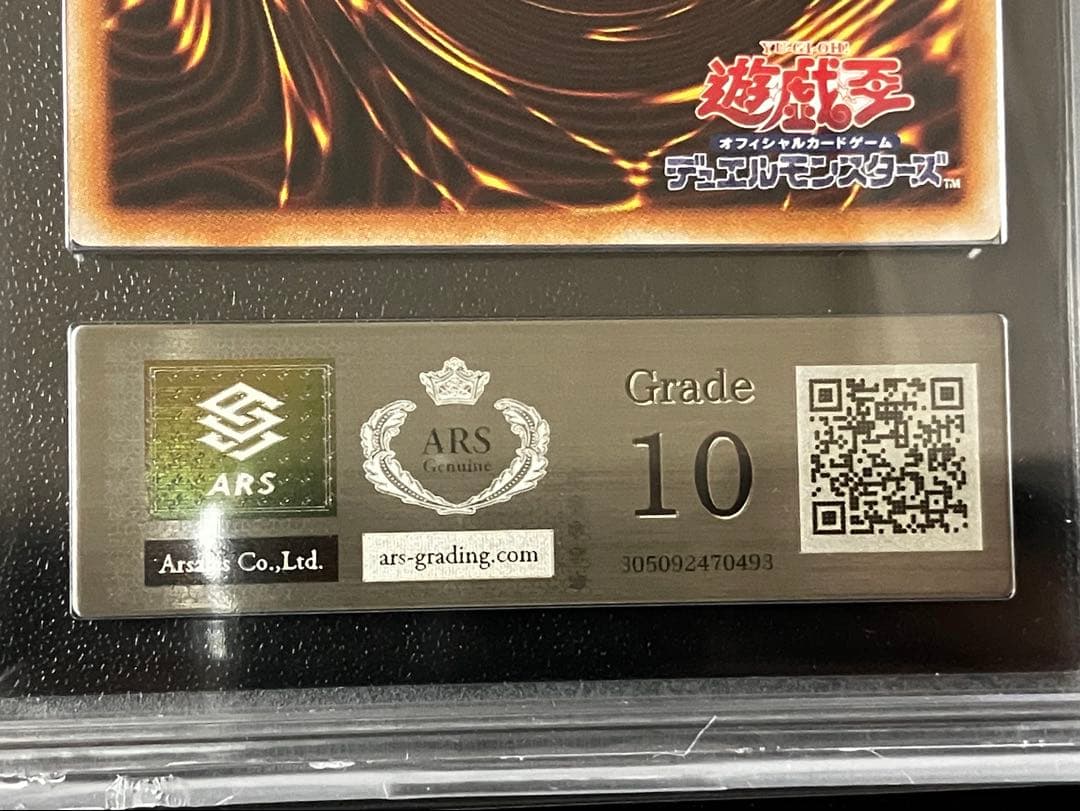 YU-GI-OH!
遊戯王
オフィシャルカードゲーム
デュエルモンスターズ™
ARS
Co.,Ltd.
ARS
Genuine
ars-grading.com
Grade
10
305092470493